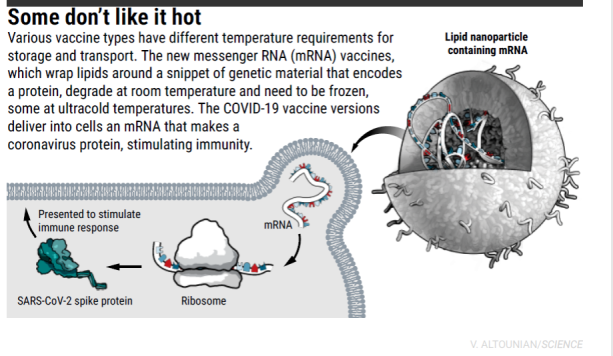 Some don’t like it hot
Various vaccine types have different temperature requirements for
storage and transport. The new messenger RNA (mRNA) vaccines,
which wrap lipids around a snippet of genetic material that encodes
a protein, degrade at room temperature and need to be frozen,
some at ultracold temperatures. The COVID-19 vaccine versions
deliver into cells an mRNA that makes a
coronavirus protein, stimulating immunity.
Lipid nanoparticle
containing mRNA
Presented to stimulate
immune response
mRNA
SARS-CoV-2 spike protein
Ribosome
V. ALTOUNIAN/SCIENCE